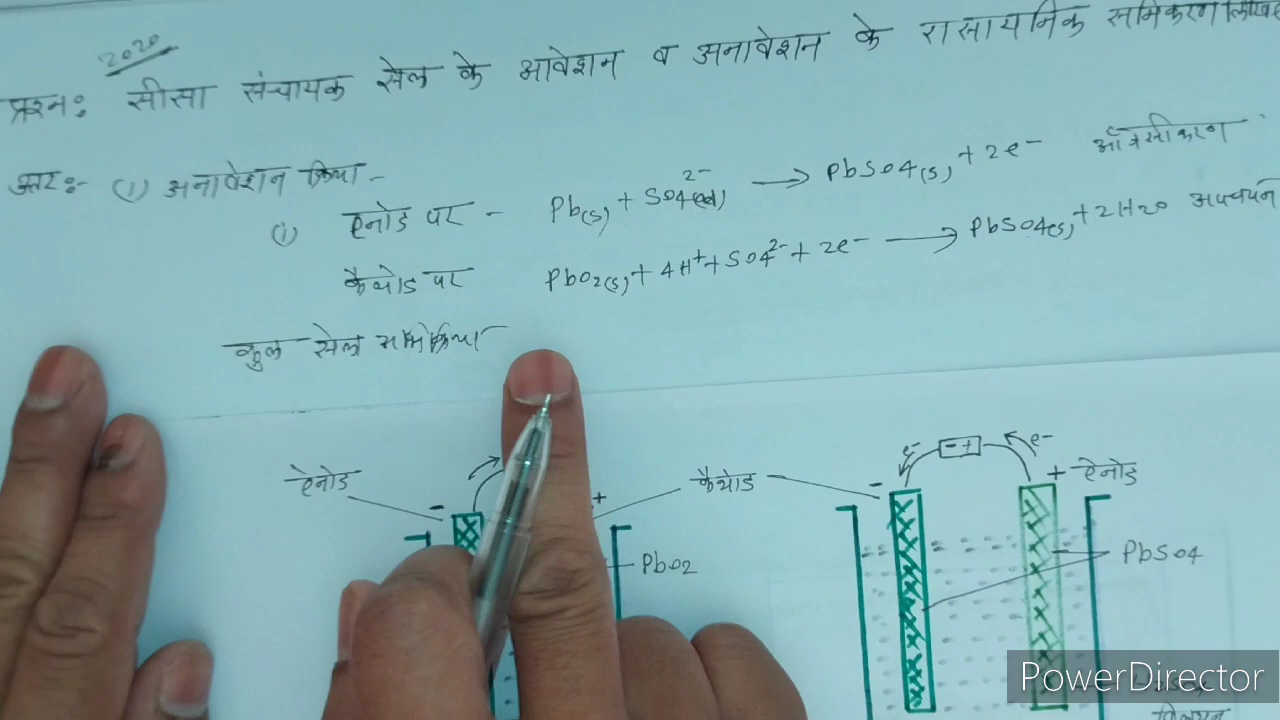 2020
प्रश्नः सीसा संचायक सेल के आवेशन व अनावेशन के रासायनिक समिकरण लिखिए
उत्तरः- (1) अनावेशन क्रिया -
(i) ऐनोड पर - Pb(s) + SO4 2- (aq) → PbSO4(s) + 2e- ऑक्सीकरण
कैथोड पर PbO2(s) + 4H+ + SO4 2- + 2e- → PbSO4(s) + 2H2O अपचयन
कुल सेल अभिक्रिया
e- - + e-
ऐनोड - + कैथोड - + ऐनोड
PbO2 PbSO4
विलयन
PowerDirector